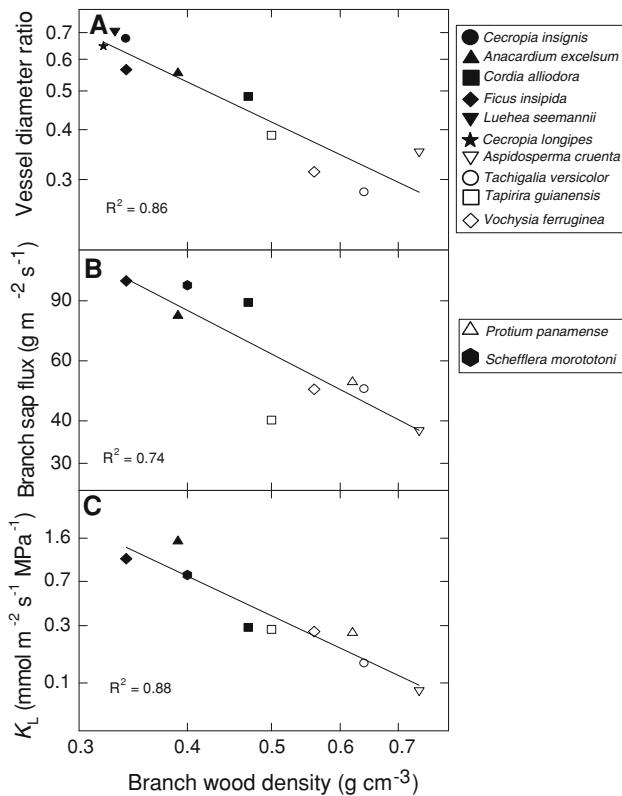 A
Vessel diameter ratio
0.7
0.6
0.5
0.4
0.3
R² = 0.86
Cecropia insignis
Anacardium excelsum
Cordia alliodora
Ficus insipida
Luehea seemannii
Cecropia longipes
Aspidosperma cruenta
Tachigalia versicolor
Tapirira guianensis
Vochysia ferruginea
B
Branch sap flux (g m⁻² s⁻¹)
90
60
40
30
R² = 0.74
Protium panamense
Schefflera morototoni
C
K_L (mmol m⁻² s⁻¹ MPa⁻¹)
1.6
0.7
0.3
0.1
R² = 0.88
0.3 0.4 0.5 0.6 0.7
Branch wood density (g cm⁻³)